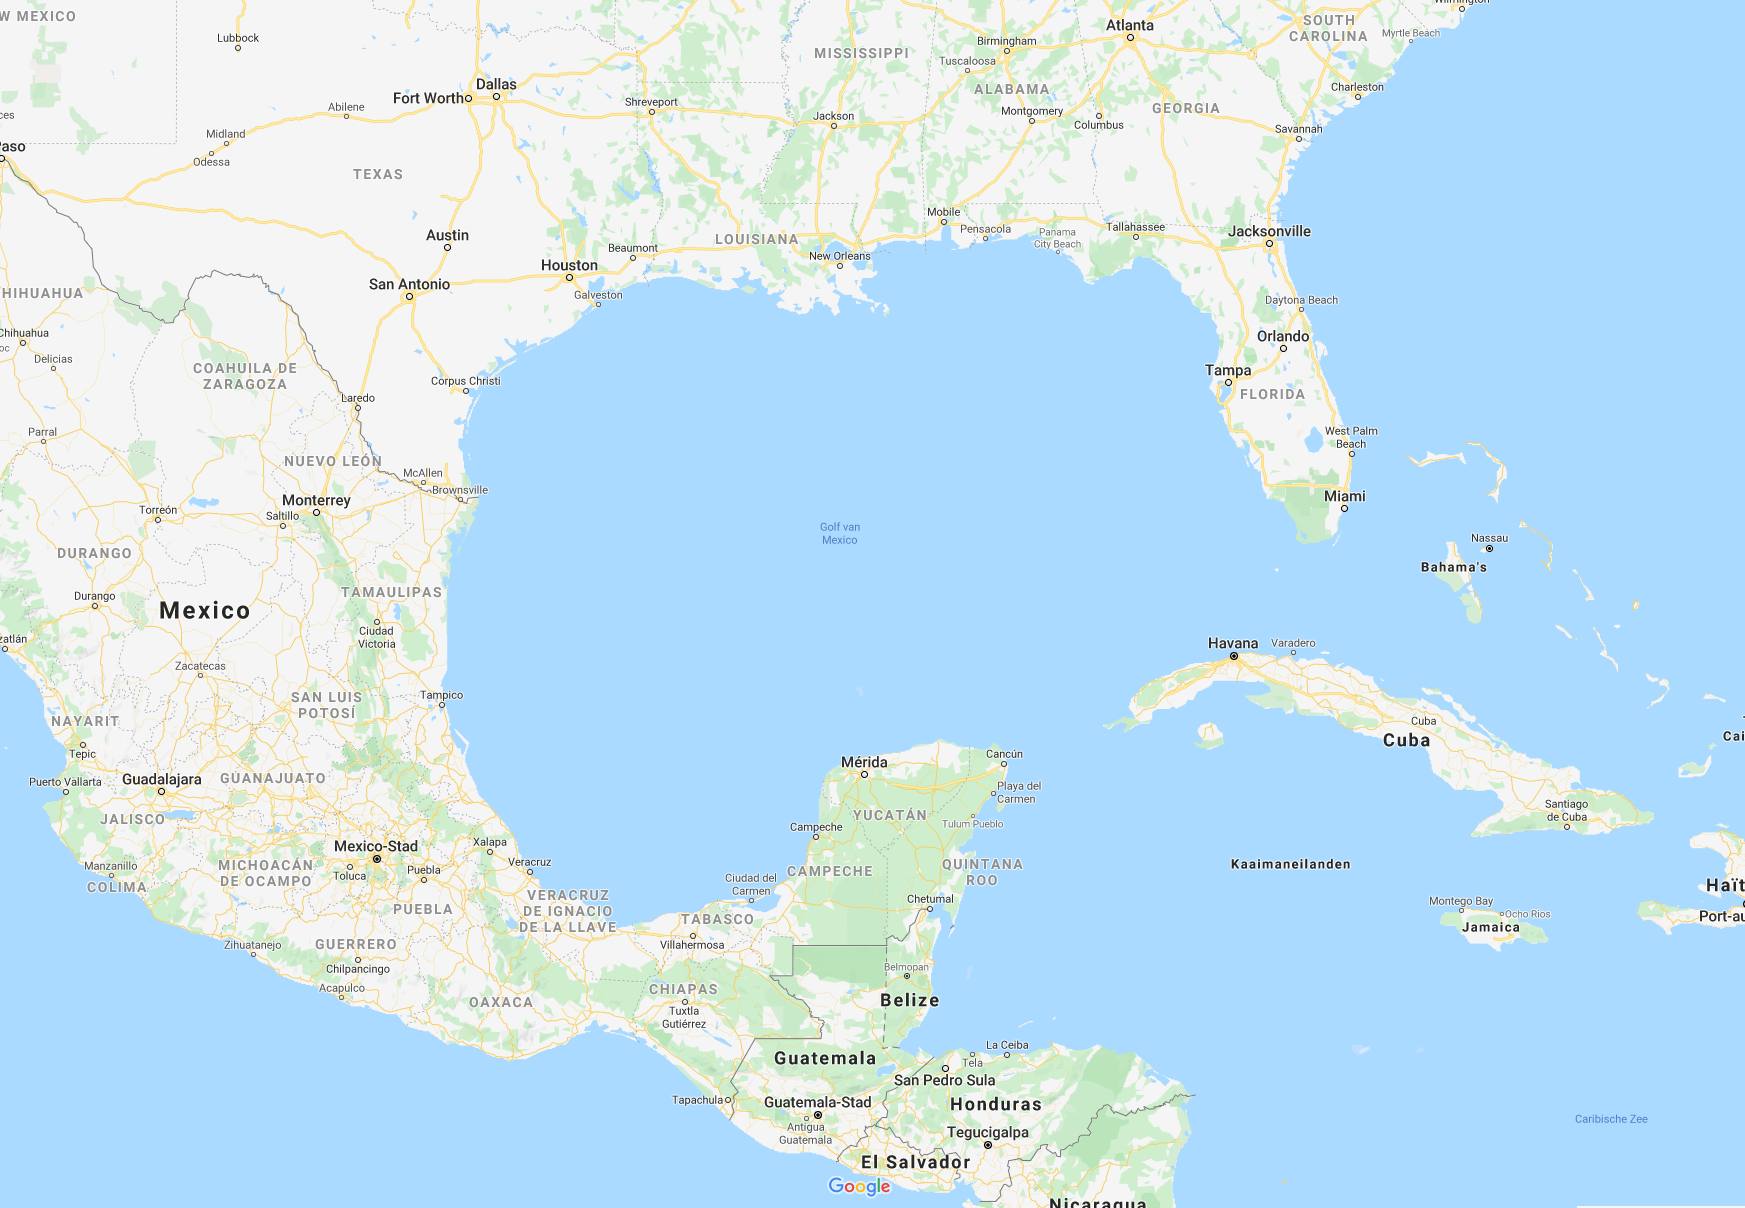 W MEXICO
Lubbock
Atlanta
SOUTH
CAROLINA
Myrtle Beach
Birmingham
MISSISSIPPI
Tuscaloosa
Dallas
Fort Worth
Abilene
Shreveport
ALABAMA
Montgomery
Columbus
GEORGIA
Charleston
Jackson
Savannah
Midland
Odessa
TEXAS
Austin
San Antonio
Houston
Beaumont
Galveston
LOUISIANA
New Orleans
Mobile
Pensacola
Panama
City Beach
Tallahassee
Jacksonville
Daytona Beach
Orlando
Tampa
FLORIDA
West Palm
Beach
Miami
Chihuahua
Delicias
COAHUILA DE
ZARAGOZA
Corpus Christi
Laredo
Parral
NUEVO LEÓN
McAllen
Brownsville
Monterrey
Saltillo
Torreón
DURANGO
Durango
Golf van
Mexico
Nassau
Bahama's
Mexico
TAMAULIPAS
Ciudad
Victoria
Zacatecas
SAN LUIS
POTOSÍ
Tampico
Havana
Varadero
Cuba
Cuba
NAYARIT
Tepic
Puerto Vallarta
Guadalajara
GUANAJUATO
JALISCO
Mérida
Cancún
Playa del
Carmen
YUCATÁN
Tulum Pueblo
Campeche
Santiago
de Cuba
Mexico-Stad
Xalapa
Veracruz
Manzanillo
COLIMA
MICHOACÁN
DE OCAMPO
Toluca
Puebla
PUEBLA
VERACRUZ
DE IGNACIO
DE LA LLAVE
Ciudad del
Carmen
CAMPECHE
QUINTANA
ROO
Chetumal
Kaaimaneilanden
Haït
Port-au
Montego Bay
Ocho Rios
Jamaica
TABASCO
Villahermosa
Zihuatanejo
GUERRERO
Chilpancingo
Acapulco
OAXACA
CHIAPAS
Tuxtla
Gutiérrez
Belmopan
Belize
Guatemala
La Ceiba
Tela
San Pedro Sula
Tapachula
Guatemala-Stad
Antigua
Guatemala
Honduras
Tegucigalpa
Caribische Zee
El Salvador
Google
Nicaragua